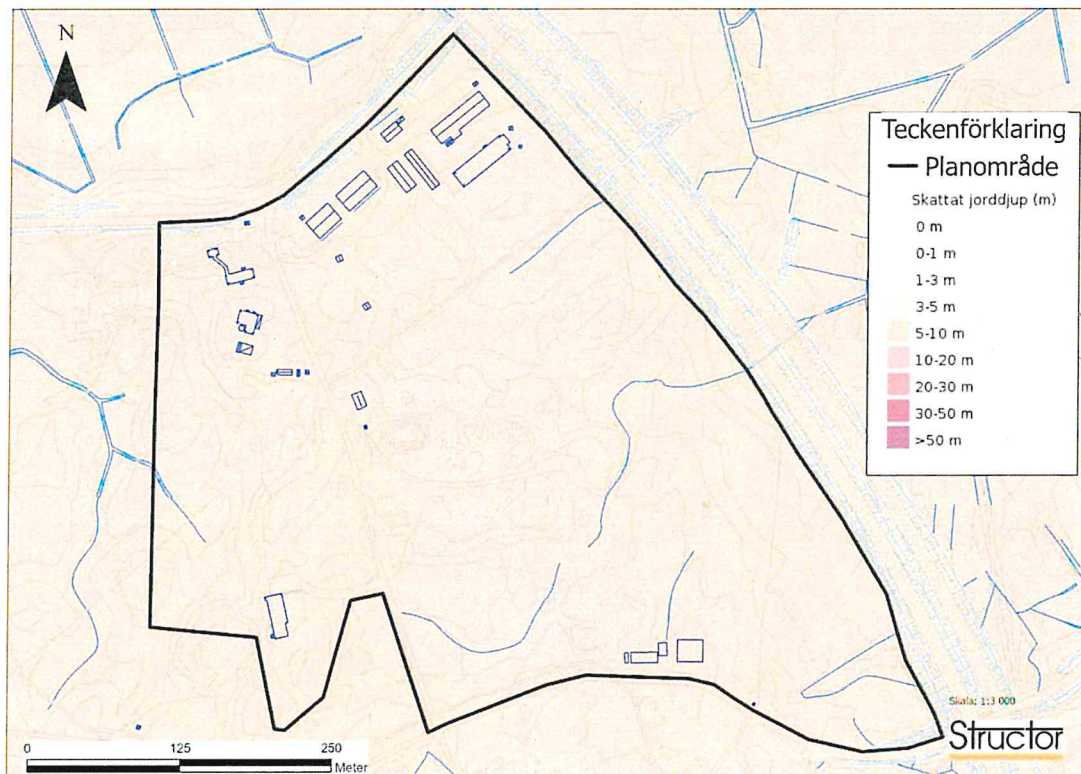 N
Teckenförklaring
Planområde
Skattat jorddjup (m)
0 m
0-1 m
1-3 m
3-5 m
5-10 m
10-20 m
20-30 m
30-50 m
>50 m
Skala: 1:3 000
Structor
0 125 250
Meter